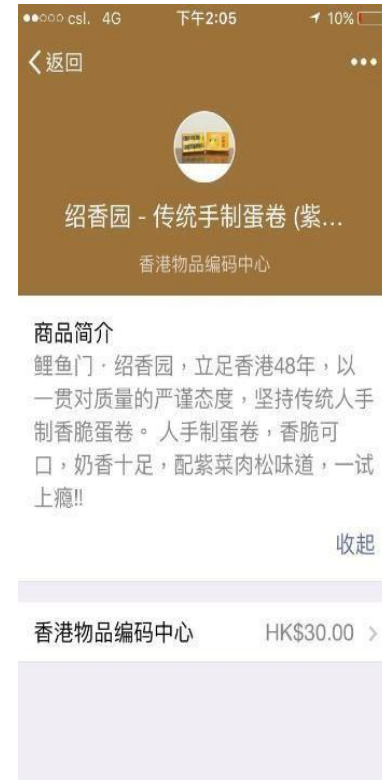 csl. 4G 下午2:05 10%
返回
绍香园 - 传统手制蛋卷 (紫...
香港物品编码中心
商品简介
鲤鱼门·绍香园，立足香港48年，以
一贯对质量的严谨态度，坚持传统人手
制香脆蛋卷。 人手制蛋卷，香脆可
口，奶香十足，配紫菜肉松味道，一试
上瘾!!
收起
香港物品编码中心 HK$30.00